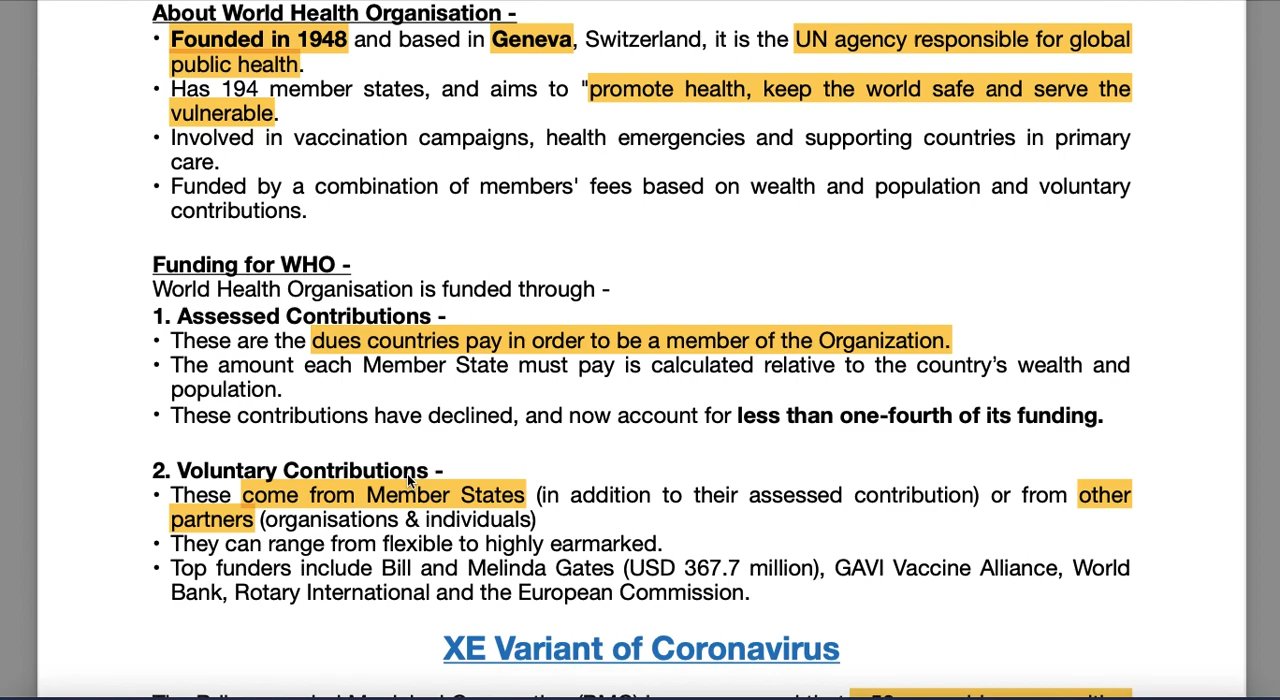 About World Health Organisation -
• Founded in 1948 and based in Geneva, Switzerland, it is the UN agency responsible for global
public health.
• Has 194 member states, and aims to "promote health, keep the world safe and serve the
vulnerable.
• Involved in vaccination campaigns, health emergencies and supporting countries in primary
care.
• Funded by a combination of members' fees based on wealth and population and voluntary
contributions.
Funding for WHO -
World Health Organisation is funded through -
1. Assessed Contributions -
• These are the dues countries pay in order to be a member of the Organization.
• The amount each Member State must pay is calculated relative to the country’s wealth and
population.
• These contributions have declined, and now account for less than one-fourth of its funding.
2. Voluntary Contributions -
• These come from Member States (in addition to their assessed contribution) or from other
partners (organisations & individuals)
• They can range from flexible to highly earmarked.
• Top funders include Bill and Melinda Gates (USD 367.7 million), GAVI Vaccine Alliance, World
Bank, Rotary International and the European Commission.
XE Variant of Coronavirus